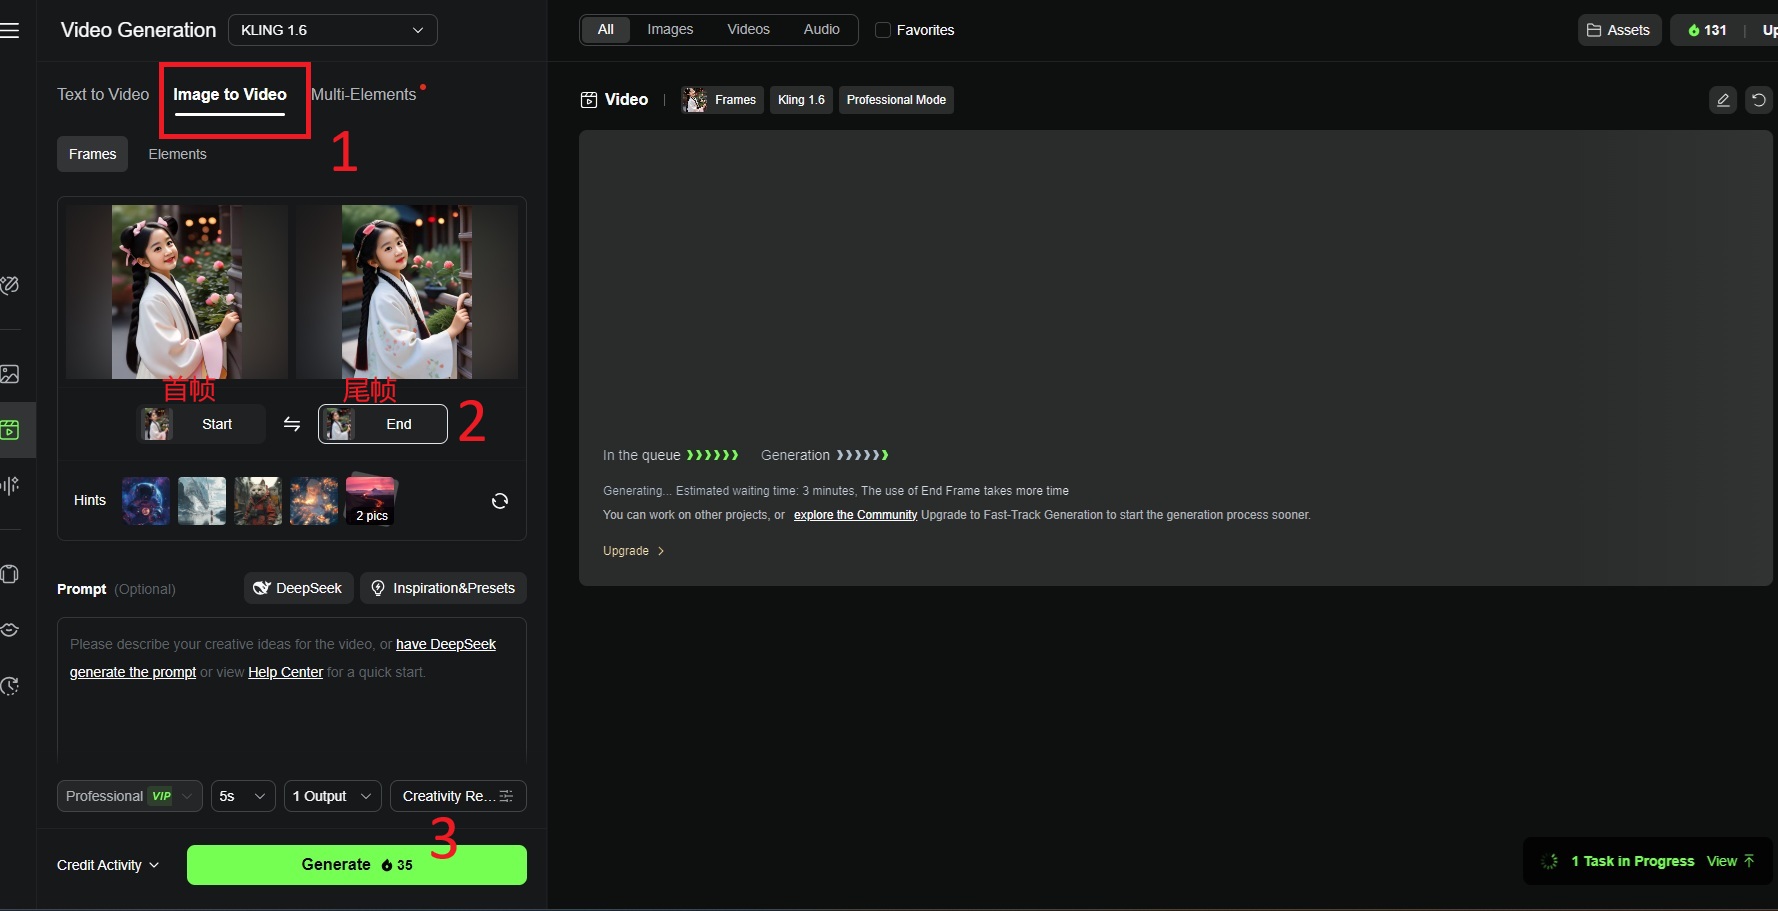 Video Generation
KLING 1.6
Text to Video
Image to Video
Multi-Elements
1
Frames
Elements
首帧
尾帧
Start
End
2
Hints
2 pics
Prompt (Optional)
DeepSeek
Inspiration&Presets
Please describe your creative ideas for the video, or have DeepSeek
generate the prompt or view Help Center for a quick start.
Professional VIP
5s
1 Output
Creativity Re...
3
Credit Activity
Generate 35
All
Images
Videos
Audio
Favorites
Assets
131 | Up
Video | Frames
Kling 1.6
Professional Mode
In the queue
Generation
Generating... Estimated waiting time: 3 minutes, The use of End Frame takes more time
You can work on other projects, or explore the Community Upgrade to Fast-Track Generation to start the generation process sooner.
Upgrade
1 Task in Progress View